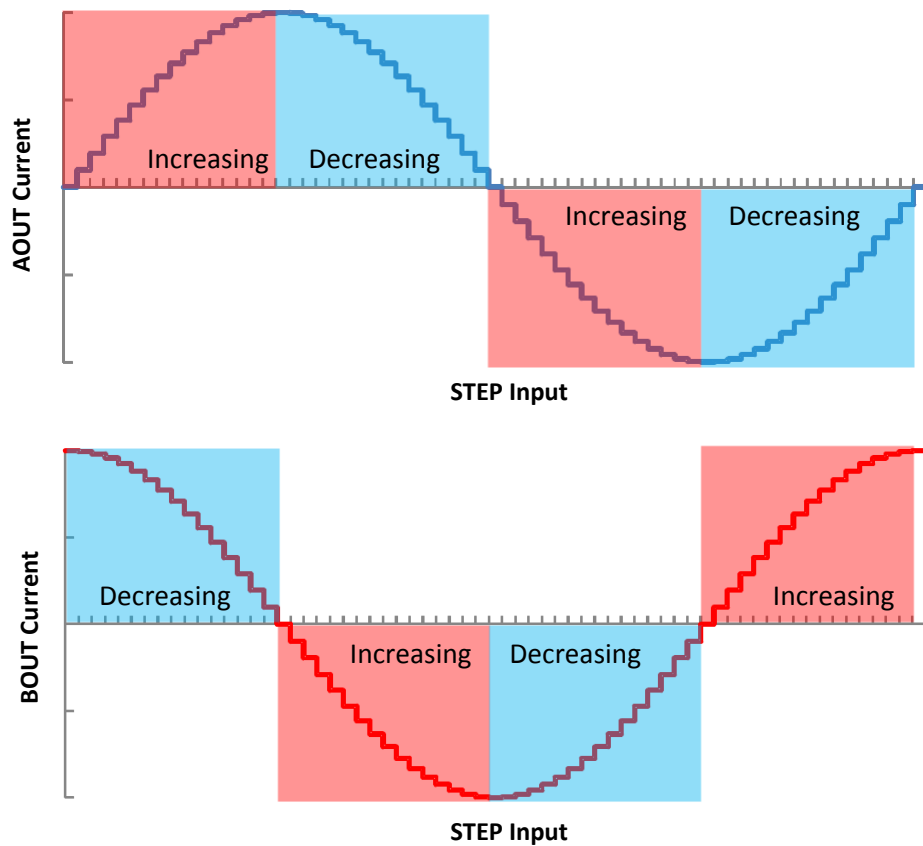 AOUT Current
Increasing
Decreasing
Increasing
Decreasing
STEP Input
BOUT Current
Decreasing
Increasing
Increasing
Decreasing
STEP Input